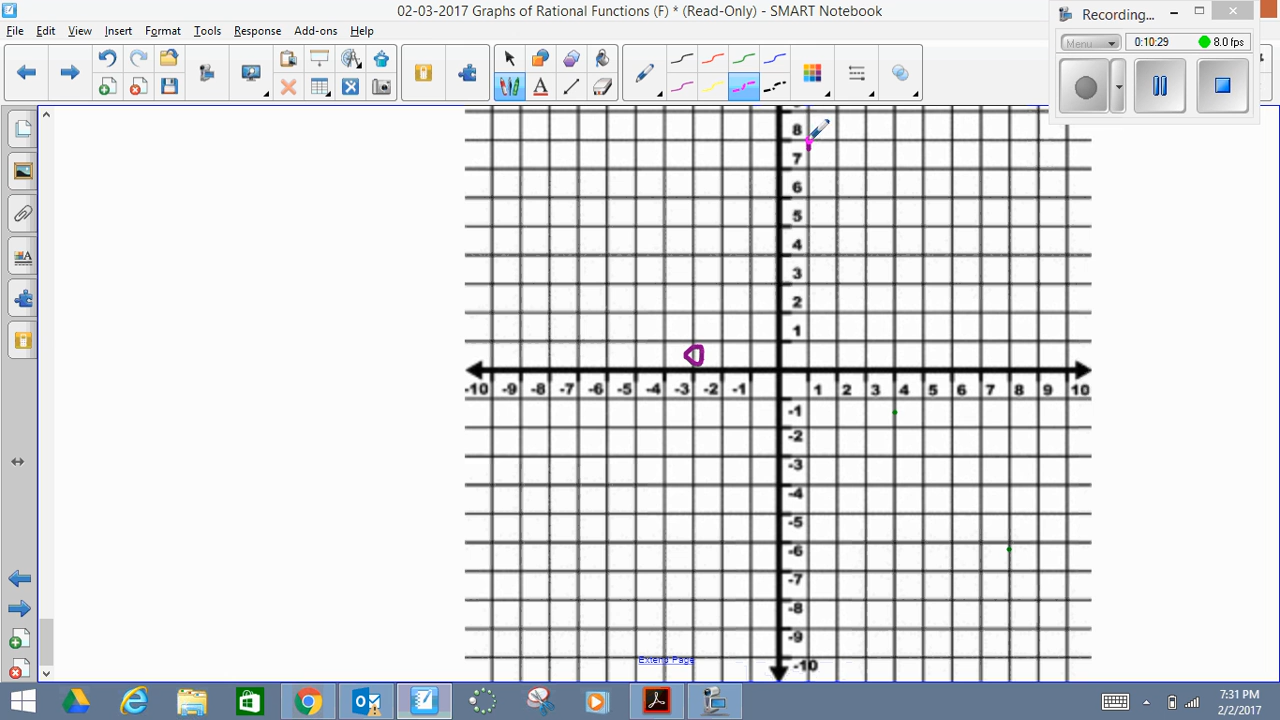 02-03-2017 Graphs of Rational Functions (F) * (Read-Only) - SMART Notebook
Recording...
File Edit View Insert Format Tools Response Add-ons Help
Menu 0:10:29 8.0 fps
8
7
6
5
4
3
2
1
-10 -9 -8 -7 -6 -5 -4 -3 -2 -1 1 2 3 4 5 6 7 8 9 10
-1
-2
-3
-4
-5
-6
-7
-8
-9
-10
Extend Page
7:31 PM
2/2/2017